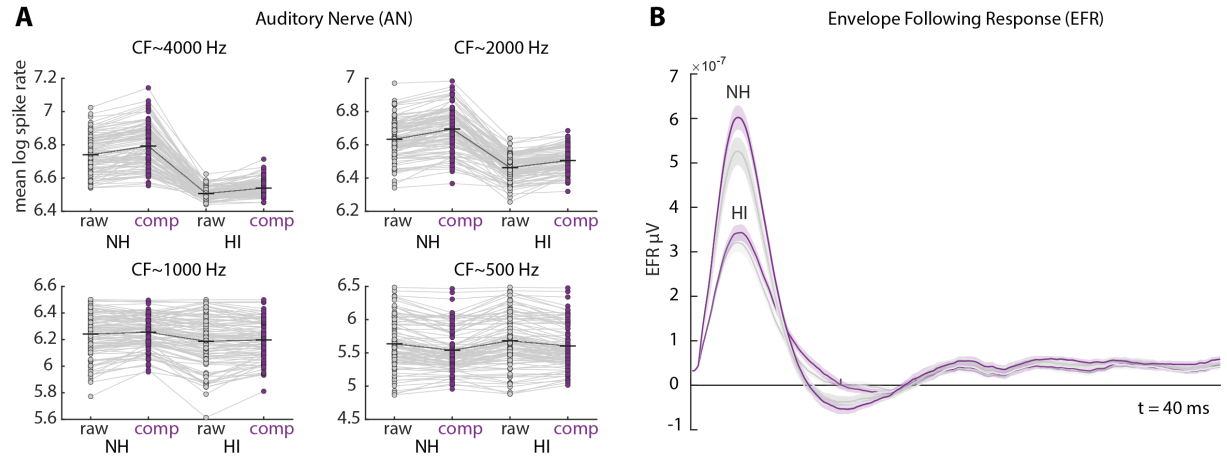 A
Auditory Nerve (AN)
CF~4000 Hz
CF~2000 Hz
mean log spike rate
7.2
7
6.8
6.6
6.4
raw comp raw comp
NH HI
7
6.8
6.6
6.4
6.2
raw comp raw comp
NH HI
CF~1000 Hz
CF~500 Hz
6.6
6.4
6.2
6
5.8
5.6
raw comp raw comp
NH HI
6.5
6
5.5
5
4.5
raw comp raw comp
NH HI
B
Envelope Following Response (EFR)
×10⁻⁷
EFR µV
7
6
5
4
3
2
1
0
-1
NH
HI
t = 40 ms